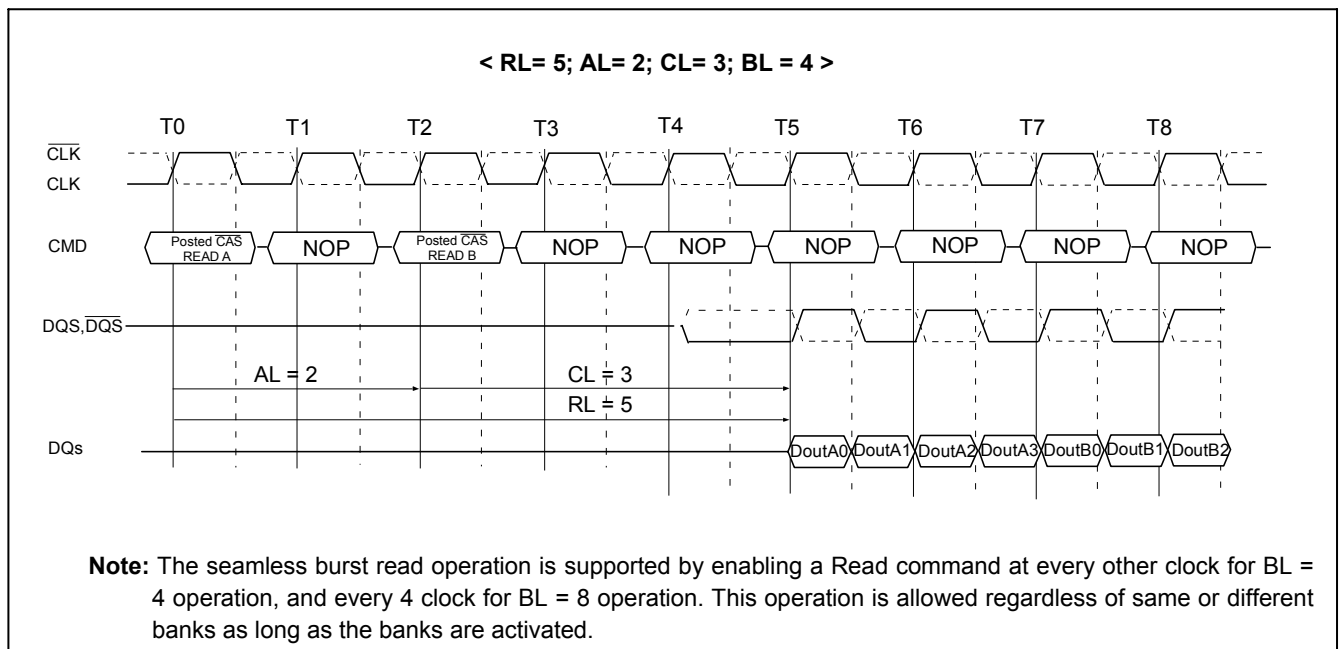 < RL= 5; AL= 2; CL= 3; BL = 4 >
T0 T1 T2 T3 T4 T5 T6 T7 T8
C̅L̅K̅
CLK
CMD Posted C̅A̅S̅ READ A NOP Posted C̅A̅S̅ READ B NOP NOP NOP NOP NOP NOP
DQS,D̅Q̅S̅
AL = 2 CL = 3
RL = 5
DQs DoutA0 DoutA1 DoutA2 DoutA3 DoutB0 DoutB1 DoutB2
Note: The seamless burst read operation is supported by enabling a Read command at every other clock for BL =
4 operation, and every 4 clock for BL = 8 operation. This operation is allowed regardless of same or different
banks as long as the banks are activated.